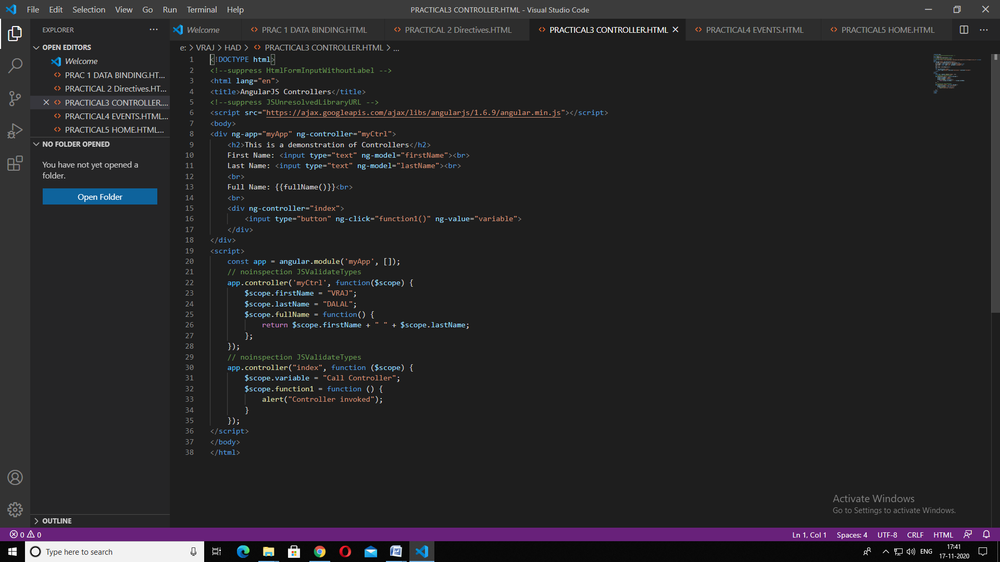 File Edit Selection View Go Run Terminal Help
PRACTICAL3 CONTROLLER.HTML - Visual Studio Code
EXPLORER
Welcome
PRAC 1 DATA BINDING.HTML
PRACTICAL 2 Directives.HTML
PRACTICAL3 CONTROLLER.HTML
PRACTICAL4 EVENTS.HTML
PRACTICAL5 HOME.HTML
OPEN EDITORS
Welcome
PRAC 1 DATA BINDING.HT...
PRACTICAL 2 Directives.HT...
PRACTICAL3 CONTROLLER....
PRACTICAL4 EVENTS.HTML...
PRACTICAL5 HOME.HTML...
NO FOLDER OPENED
You have not yet opened a
folder.
Open Folder
OUTLINE
e: > VRAJ > HAD > PRACTICAL3 CONTROLLER.HTML > ...
1 <!DOCTYPE html>
2 <!--suppress HtmlFormInputWithoutLabel -->
3 <html lang="en">
4 <title>AngularJS Controllers</title>
5 <!--suppress JSUnresolvedLibraryURL -->
6 <script src="https://ajax.googleapis.com/ajax/libs/angularjs/1.6.9/angular.min.js"></script>
7 <body>
8 <div ng-app="myApp" ng-controller="myCtrl">
9 <h2>This is a demonstration of Controllers</h2>
10 First Name: <input type="text" ng-model="firstName"><br>
11 Last Name: <input type="text" ng-model="lastName"><br>
12 <br>
13 Full Name: {{fullName()}}<br>
14 <br>
15 <div ng-controller="index">
16 <input type="button" ng-click="function1()" ng-value="variable">
17 </div>
18 </div>
19 <script>
20 const app = angular.module('myApp', []);
21 // noinspection JSValidateTypes
22 app.controller('myCtrl', function($scope) {
23 $scope.firstName = "VRAJ";
24 $scope.lastName = "DALAL";
25 $scope.fullName = function() {
26 return $scope.firstName + " " + $scope.lastName;
27 };
28 });
29 // noinspection JSValidateTypes
30 app.controller("index", function ($scope) {
31 $scope.variable = "Call Controller";
32 $scope.function1 = function () {
33 alert("Controller invoked");
34 }
35 });
36 </script>
37 </body>
38 </html>
Activate Windows
Go to Settings to activate Windows.
0 0
Ln 1, Col 1 Spaces: 4 UTF-8 CRLF HTML
Type here to search
ENG
17:41
17-11-2020